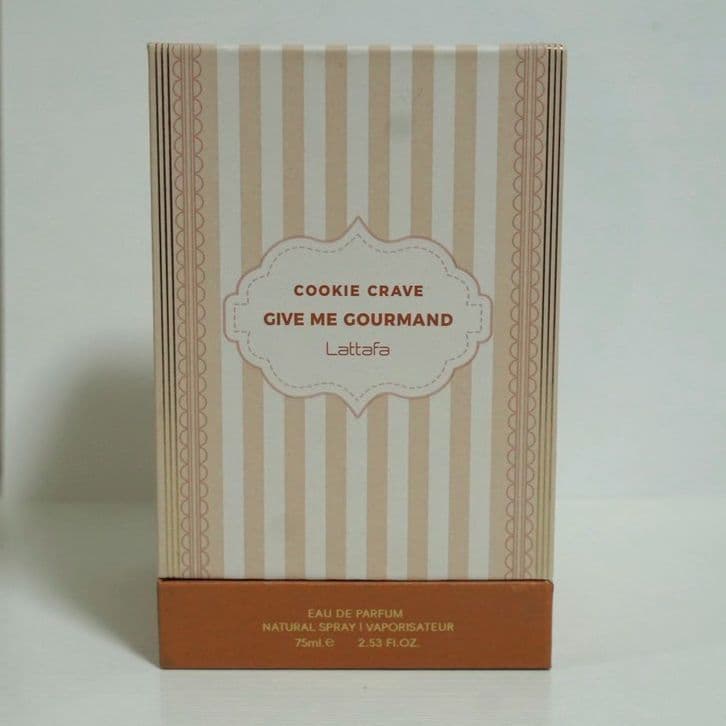 COOKIE CRAVE
GIVE ME GOURMAND
Lattafa
EAU DE PARFUM
NATURAL SPRAY | VAPORISATEUR
75ml.e 2.53 Fl.OZ.